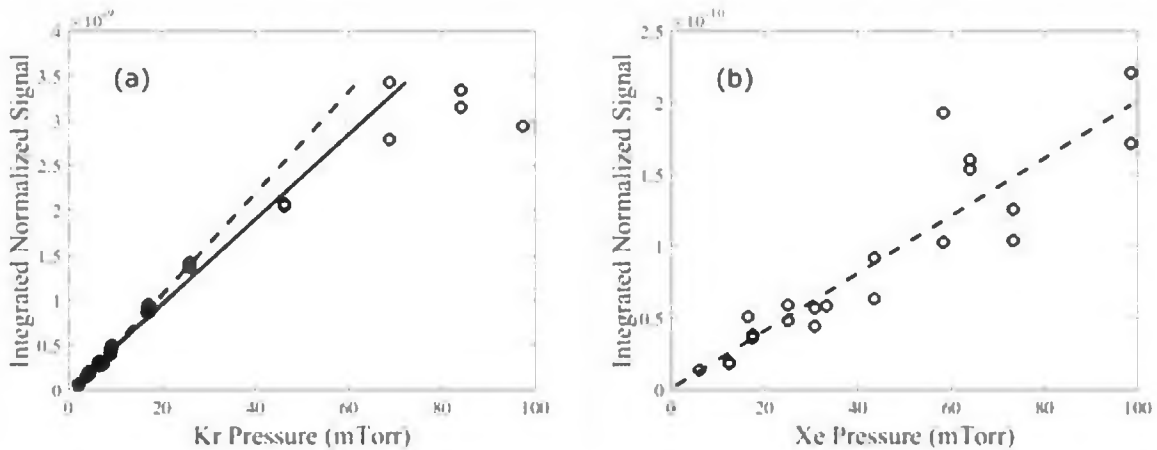 ×10⁻⁹
4
3.5
3
2.5
2
1.5
1
0.5
0
0 20 40 60 80 100
(a)
Integrated Normalized Signal
Kr Pressure (mTorr)
×10⁻¹⁰
2.5
2
1.5
1
0.5
0
0 20 40 60 80 100
(b)
Integrated Normalized Signal
Xe Pressure (mTorr)